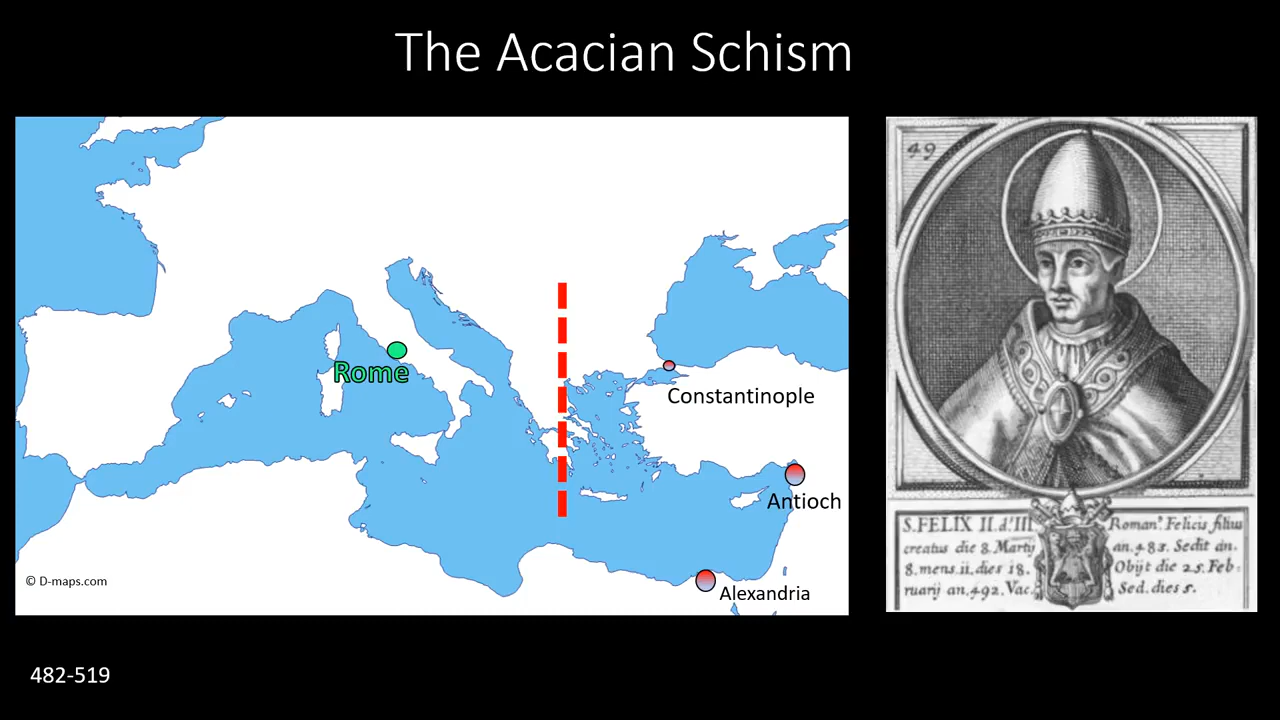 The Acacian Schism
Rome
Constantinople
Antioch
Alexandria
© D-maps.com
49
S. FELIX II. d.ᵗ III. Roman.ˢ Felicis filius
creatus die 8. Martij an. 483. Sedit an.
8. mens. ii. dies 18. Obijt die 25. Feb-
ruarij an. 492. Vac. Sed. dies 5.
482-519